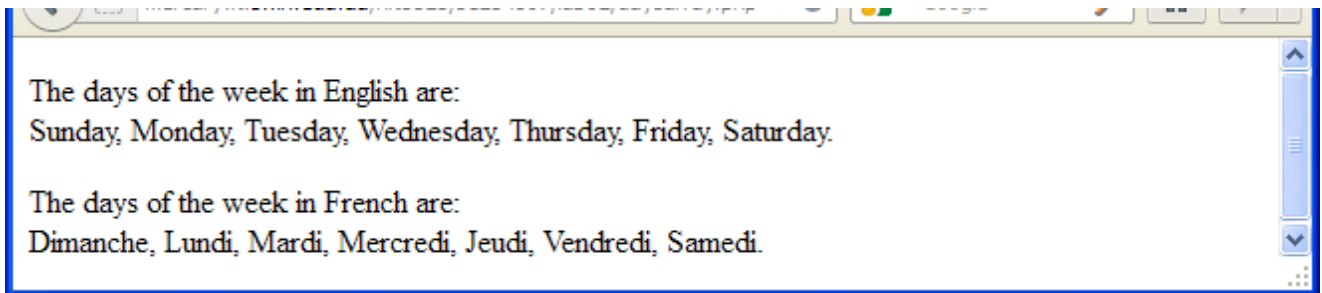 The days of the week in English are:
Sunday, Monday, Tuesday, Wednesday, Thursday, Friday, Saturday.
The days of the week in French are:
Dimanche, Lundi, Mardi, Mercredi, Jeudi, Vendredi, Samedi.